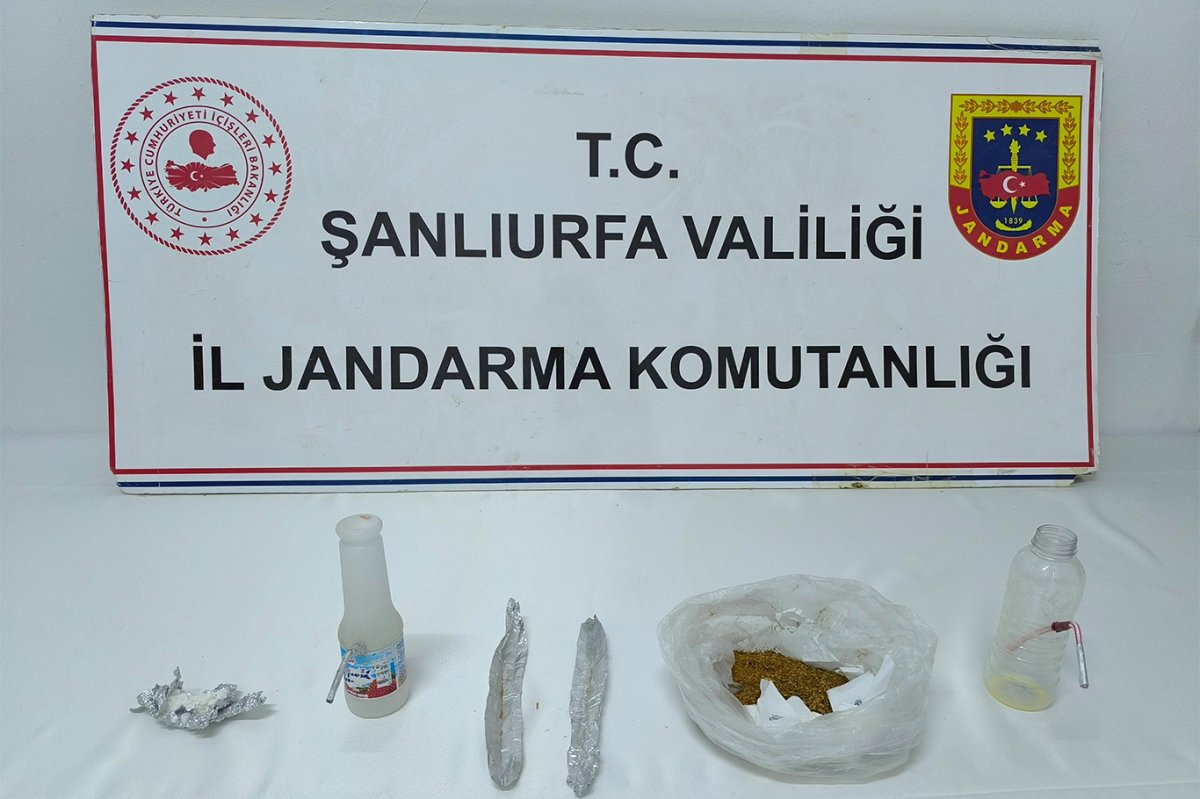 T.C.
ŞANLIURFA VALİLİĞİ
İL JANDARMA KOMUTANLIĞI
TÜRKİYE CUMHURİYETİ İÇİŞLERİ BAKANLIĞI
1839
JANDARMA